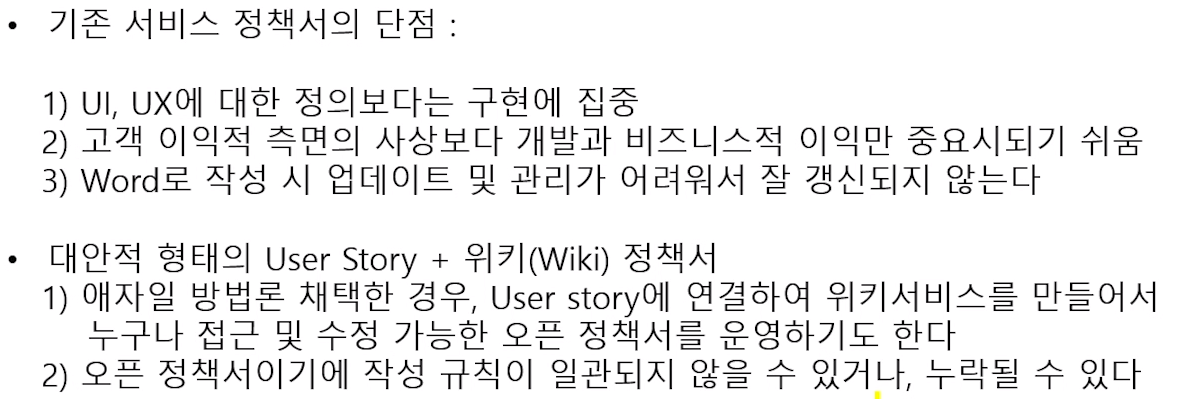 • 기존 서비스 정책서의 단점 :
1) UI, UX에 대한 정의보다는 구현에 집중
2) 고객 이익적 측면의 사상보다 개발과 비즈니스적 이익만 중요시되기 쉬움
3) Word로 작성 시 업데이트 및 관리가 어려워서 잘 갱신되지 않는다
• 대안적 형태의 User Story + 위키(Wiki) 정책서
1) 애자일 방법론 채택한 경우, User story에 연결하여 위키서비스를 만들어서
누구나 접근 및 수정 가능한 오픈 정책서를 운영하기도 한다
2) 오픈 정책서이기에 작성 규칙이 일관되지 않을 수 있거나, 누락될 수 있다